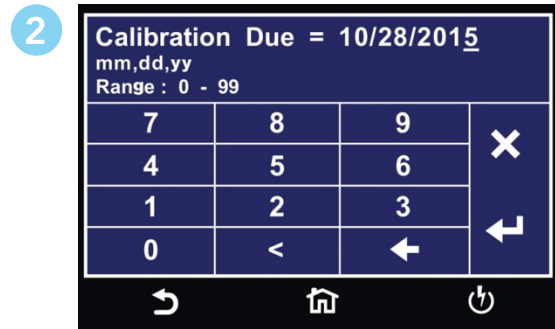 2
Calibration Due = 10/28/2015
mm,dd,yy
Range : 0 - 99
7 8 9
4 5 6
1 2 3
0 <